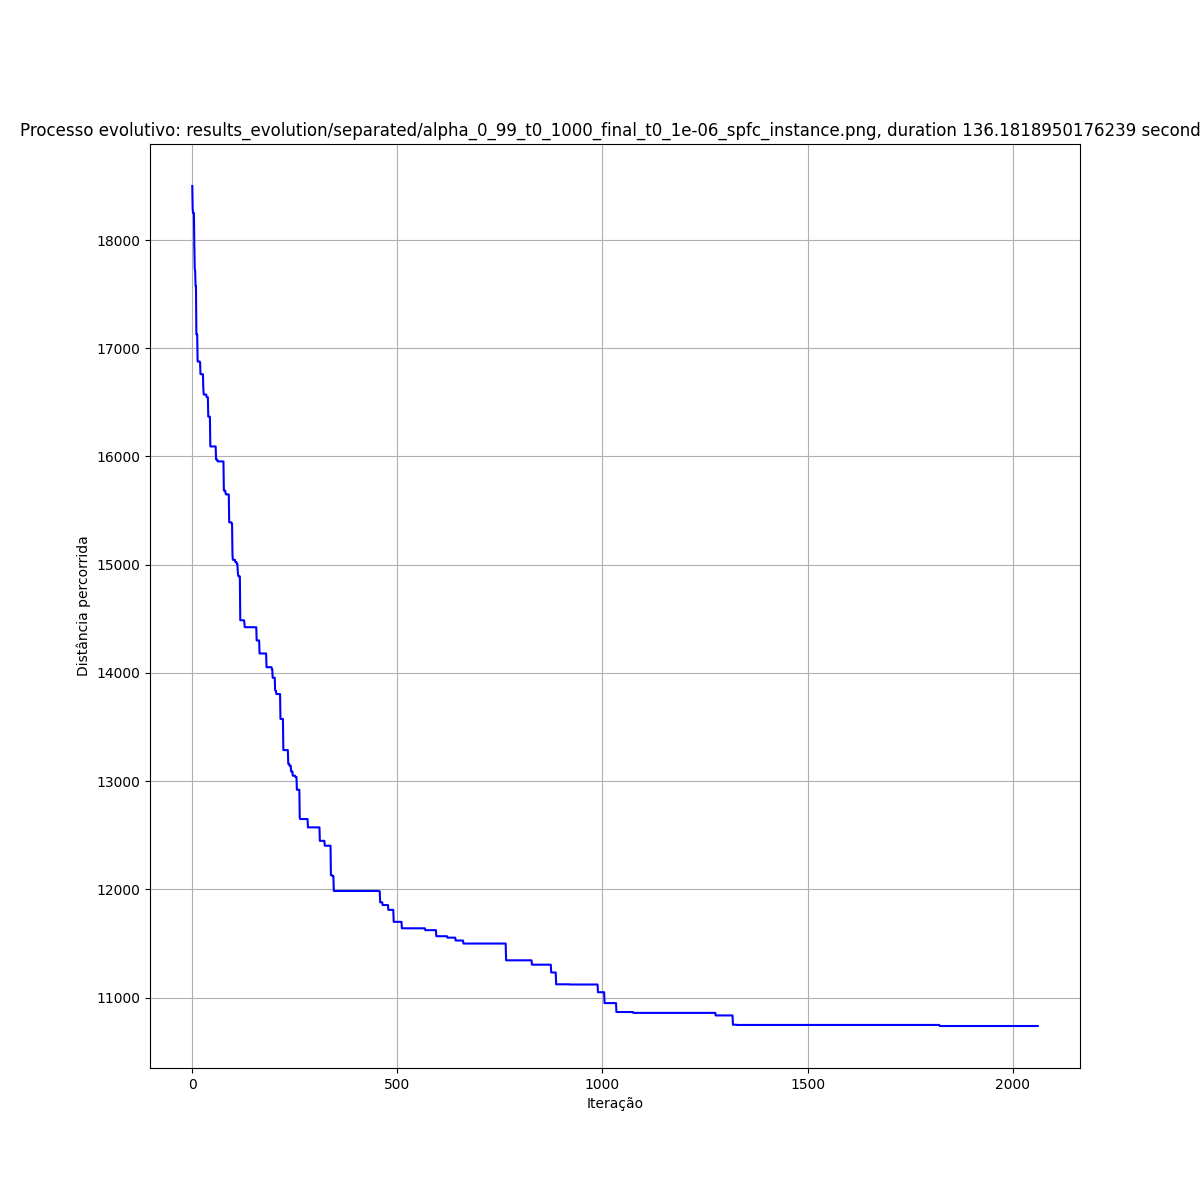 Processo evolutivo: results_evolution/separated/alpha_0_99_t0_1000_final_t0_1e-06_spfc_instance.png, duration 136.1818950176239 second
18000
17000
16000
15000
14000
13000
12000
11000
Distância percorrida
0 500 1000 1500 2000
Iteração